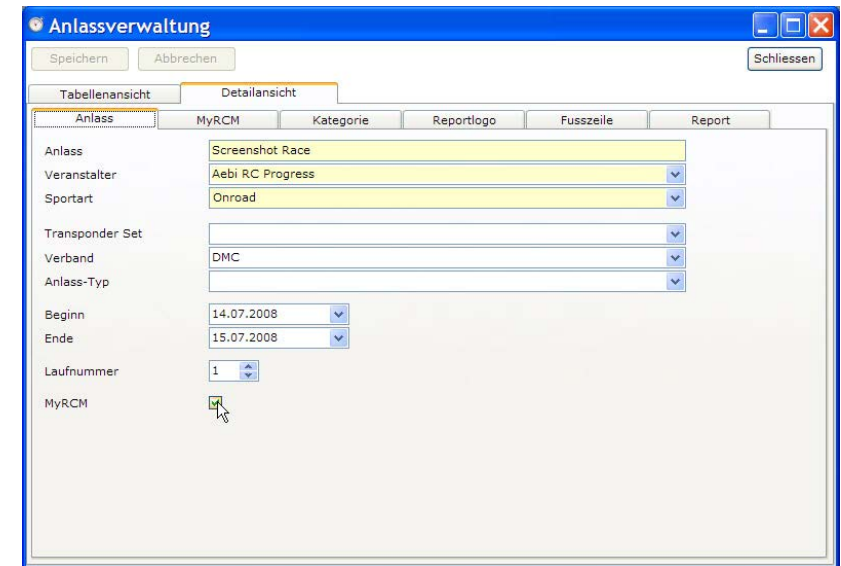 Anlassverwaltung
Speichern Abbrechen Schliessen
Tabellenansicht Detailansicht
Anlass MyRCM Kategorie Reportlogo Fusszeile Report
Anlass Screenshot Race
Veranstalter Aebi RC Progress
Sportart Onroad
Transponder Set
Verband DMC
Anlass-Typ
Beginn 14.07.2008
Ende 15.07.2008
Laufnummer 1
MyRCM